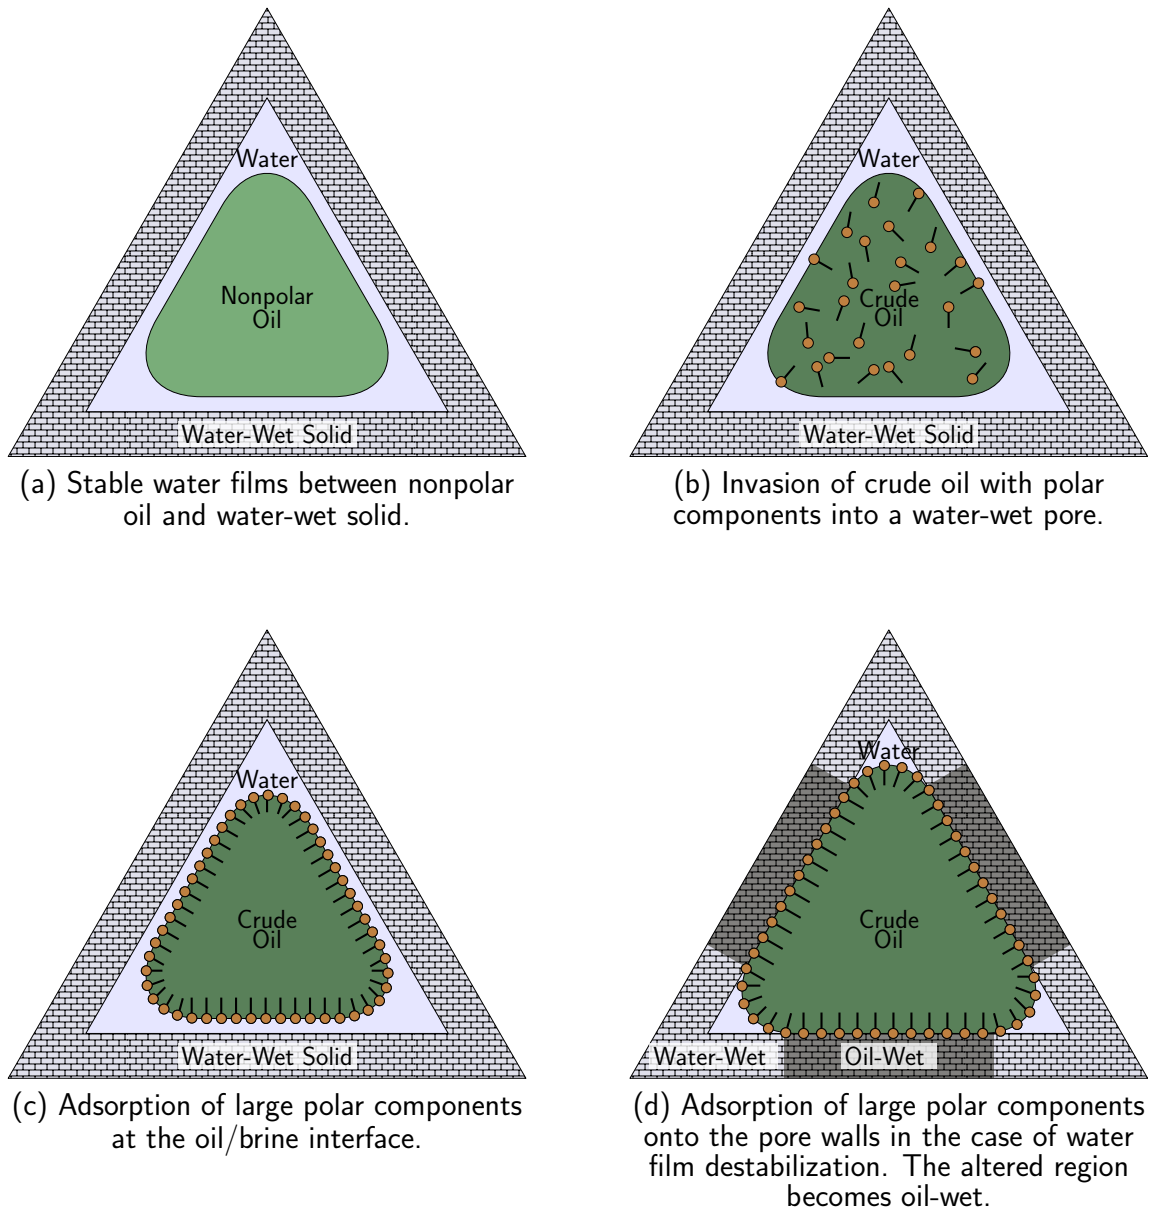 Water
Nonpolar
Oil
Water-Wet Solid
(a) Stable water films between nonpolar
oil and water-wet solid.
Water
Crude
Oil
Water-Wet Solid
(b) Invasion of crude oil with polar
components into a water-wet pore.
Water
Crude
Oil
Water-Wet Solid
(c) Adsorption of large polar components
at the oil/brine interface.
Water
Crude
Oil
Water-Wet
Oil-Wet
(d) Adsorption of large polar components
onto the pore walls in the case of water
film destabilization. The altered region
becomes oil-wet.